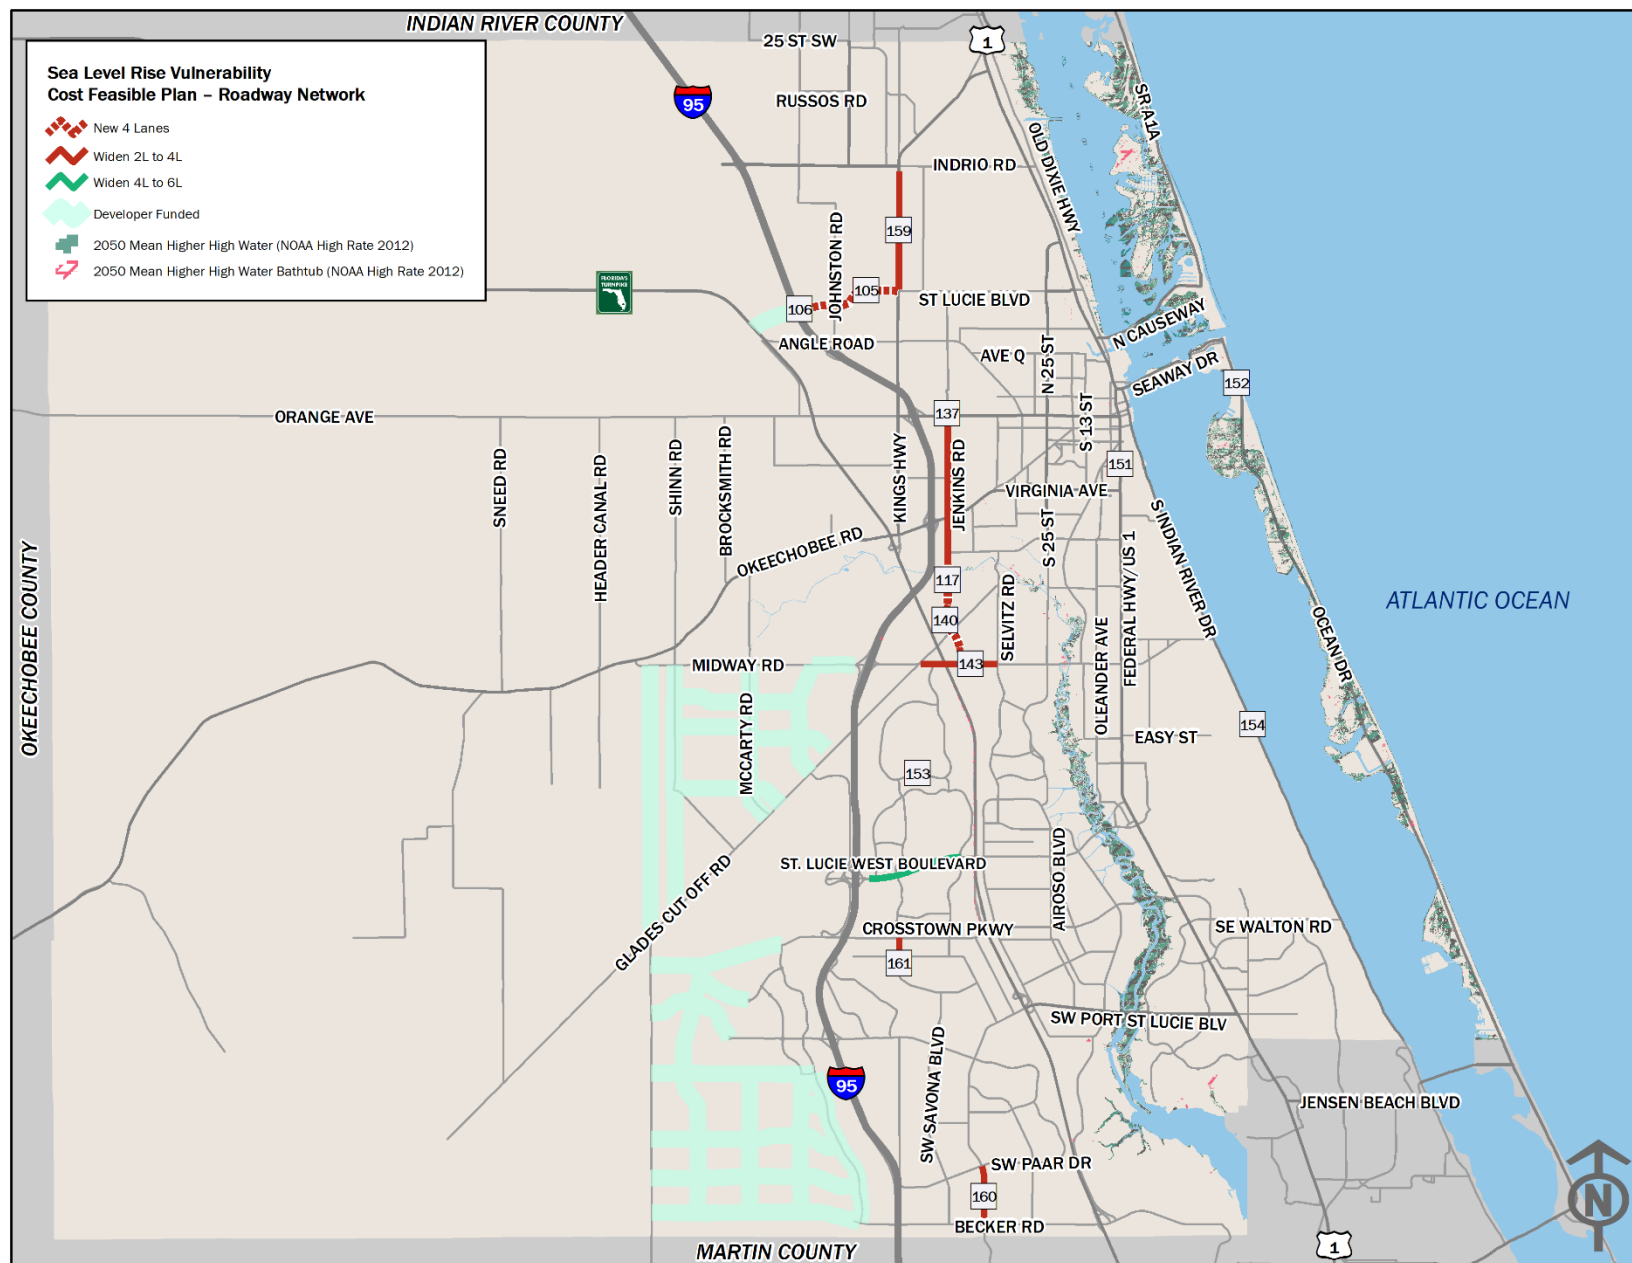 INDIAN RIVER COUNTY
25 ST SW
1
Sea Level Rise Vulnerability
Cost Feasible Plan – Roadway Network
New 4 Lanes
Widen 2L to 4L
Widen 4L to 6L
Developer Funded
2050 Mean Higher High Water (NOAA High Rate 2012)
2050 Mean Higher High Water Bathtub (NOAA High Rate 2012)
95
RUSSOS RD
SR A1A
OLD DIXIE HWY
INDRIO RD
159
JOHNSTON RD
FLORIDA'S
TURNPIKE
105
106
ST LUCIE BLVD
N CAUSEWAY
ANGLE ROAD
AVE Q
N 25 ST
SEAWAY DR
152
ORANGE AVE
137
S 13 ST
SNEED RD
HEADER CANAL RD
SHINN RD
BROCKSMITH RD
KINGS HWY
JENKINS RD
151
VIRGINIA AVE
OKEECHOBEE RD
S 25 ST
S INDIAN RIVER DR
OKEECHOBEE COUNTY
117
140
SELVITZ RD
OLEANDER AVE
FEDERAL HWY/US 1
ATLANTIC OCEAN
OCEAN DR
MIDWAY RD
143
MCCARTY RD
154
EASY ST
153
ST. LUCIE WEST BOULEVARD
AIROSO BLVD
GLADES CUT OFF RD
CROSSTOWN PKWY
SE WALTON RD
161
SW PORT ST LUCIE BLV
SW SAVONA BLVD
95
JENSEN BEACH BLVD
SW PAAR DR
160
BECKER RD
N
MARTIN COUNTY
1